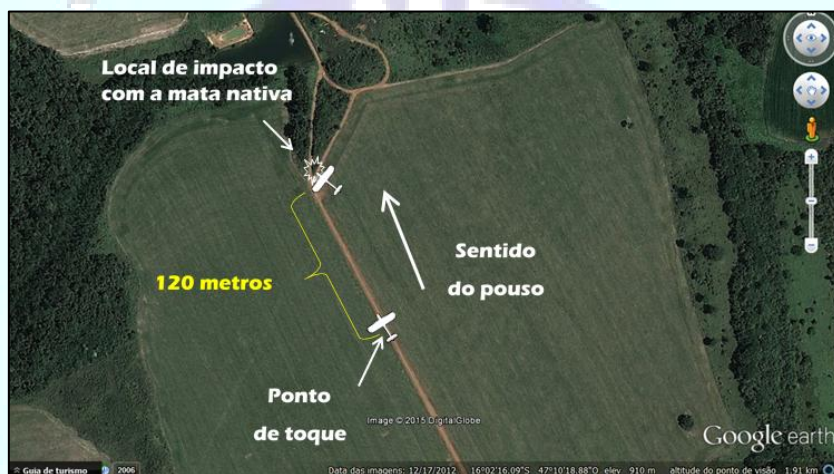 Local de impacto
com a mata nativa
Sentido
do pouso
120 metros
Ponto
de toque
Image © 2015 DigitalGlobe
Google earth
Guia de turismo
2006
Data das imagens: 12/17/2012 16°02'16.09"S 47°10'18.88"O elev 910 m altitude do ponto de visão 1,91 km